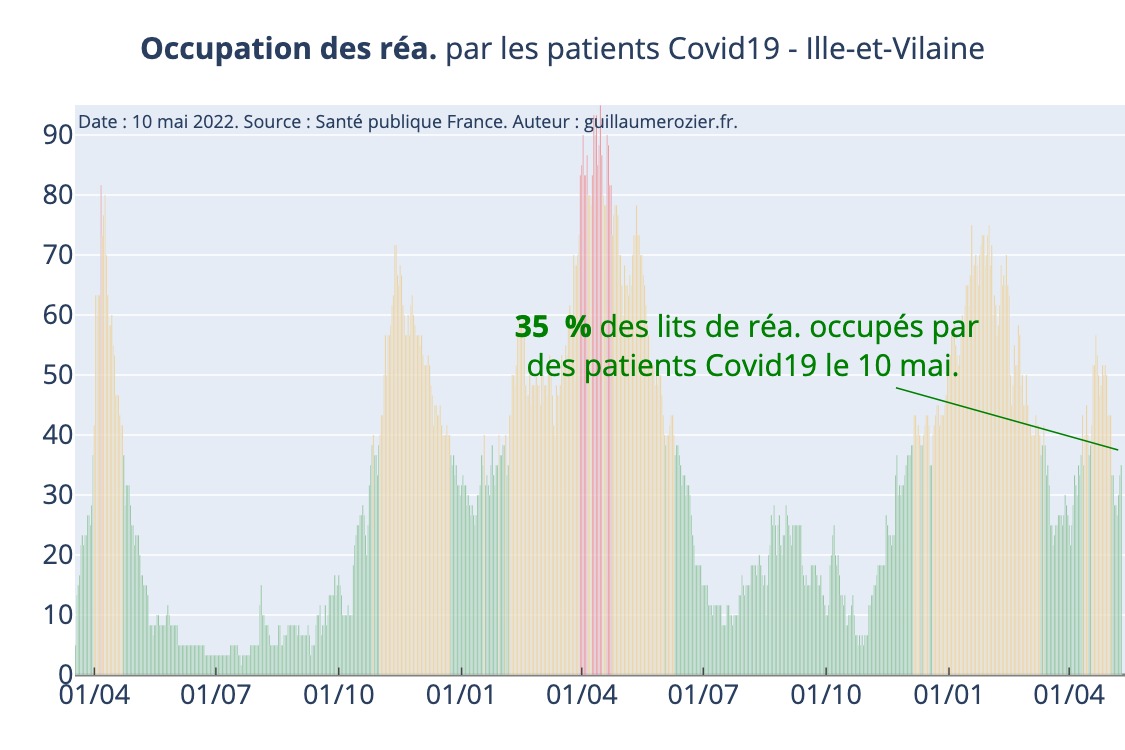 Occupation des réa. par les patients Covid19 - Ille-et-Vilaine
Date : 10 mai 2022. Source : Santé publique France. Auteur : guillaumerozier.fr.
90
80
70
60
50
40
30
20
10
0
35 % des lits de réa. occupés par
des patients Covid19 le 10 mai.
01/04 01/07 01/10 01/01 01/04 01/07 01/10 01/01 01/04